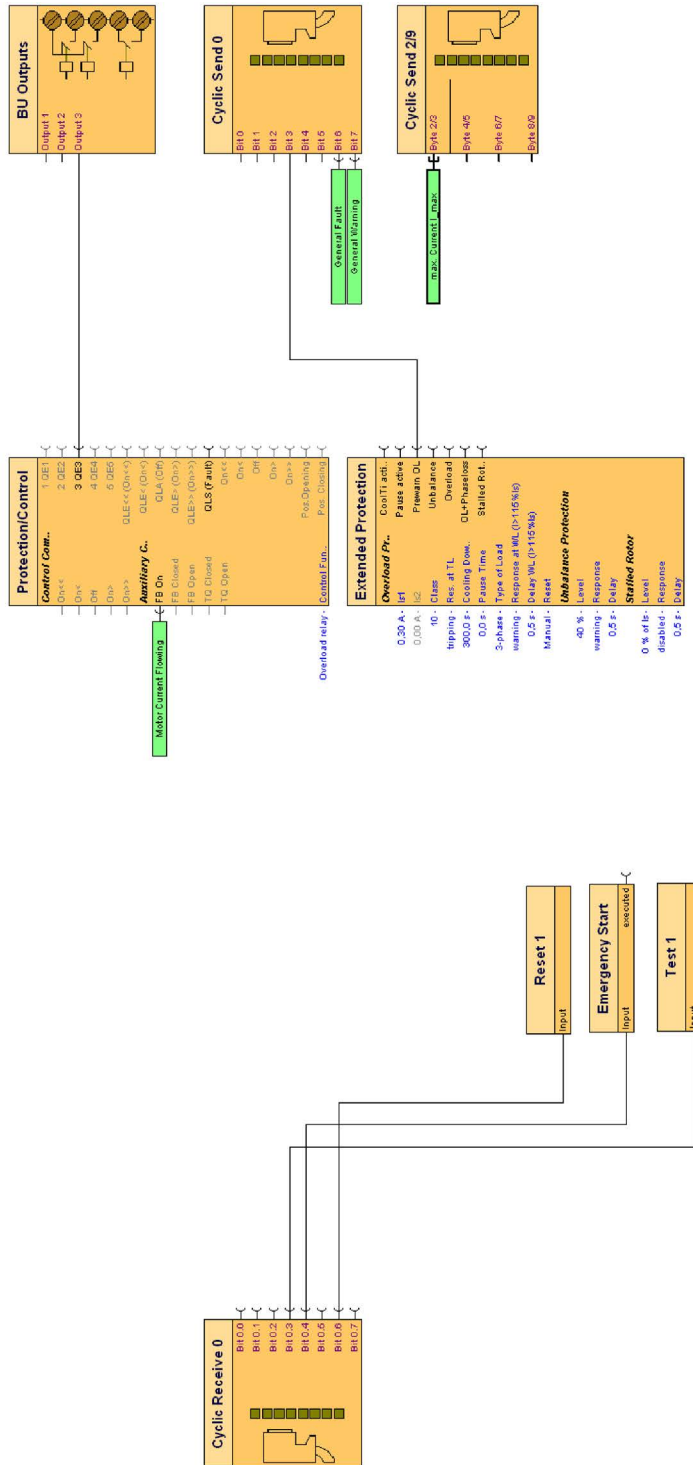 Cyclic Receive 0
Bit 0.0
Bit 0.1
Bit 0.2
Bit 0.3
Bit 0.4
Bit 0.5
Bit 0.6
Bit 0.7
Reset 1
Input
Emergency Start
Input
executed
Test 1
Input
Protection/Control
Control Com..
On<<
On<
Off
On>
On>>
Auxiliary C..
FB On
FB Closed
FB Open
TQ Closed
TQ Open
1 QE1
2 QE2
3 QE3
4 QE4
5 QE5
QLE<< (On<<)
QLE< (On<)
QLA (Off)
QLE> (On>)
QLE>> (On>>)
QLS (Fault)
On<<
On<
Off
On>
On>>
Pos.Opening
Pos. Closing
Overload relay - Control Fun..
Motor Current Flowing
Extended Protection
Overload Pr..
0,30 A - Is1
0,00 A - Is2
10 - Class
tripping - Res. at TL
300,0 s - Cooling Dow..
0,0 s - Pause Time
3-phase - Type of Load
warning - Response at WL (I>115%Is)
0,5 s - Delay WL (I>115%Is)
Manual - Reset
Unbalance Protection
40 % - Level
warning - Response
0,5 s - Delay
Stalled Rotor
0 % of Is - Level
disabled - Response
0,5 s - Delay
CoolTi acti..
Pause active
Prewarn OL
Unbalance
Overload
OL+Phaseloss
Stalled Rot..
BU Outputs
Output 1
Output 2
Output 3
Cyclic Send 0
Bit 0
Bit 1
Bit 2
Bit 3
Bit 4
Bit 5
Bit 6
Bit 7
General Fault
General Warning
Cyclic Send 2/9
Byte 2/3
Byte 4/5
Byte 6/7
Byte 8/9
max. Current I_max